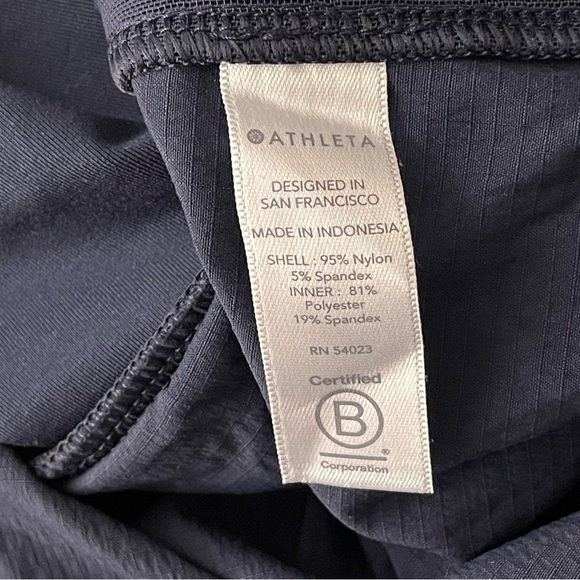 ATHLETA
DESIGNED IN
SAN FRANCISCO
MADE IN INDONESIA
SHELL : 95% Nylon
5% Spandex
INNER : 81%
Polyester
19% Spandex
RN 54023
Certified
B
®
Corporation